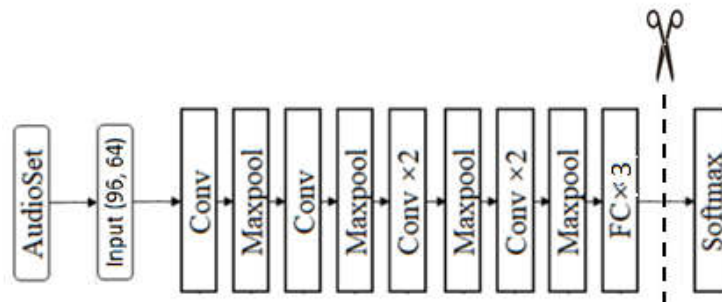 AudioSet
Input (96, 64)
Conv
Maxpool
Conv
Maxpool
Conv ×2
Maxpool
Conv ×2
Maxpool
FC× 3
Softmax